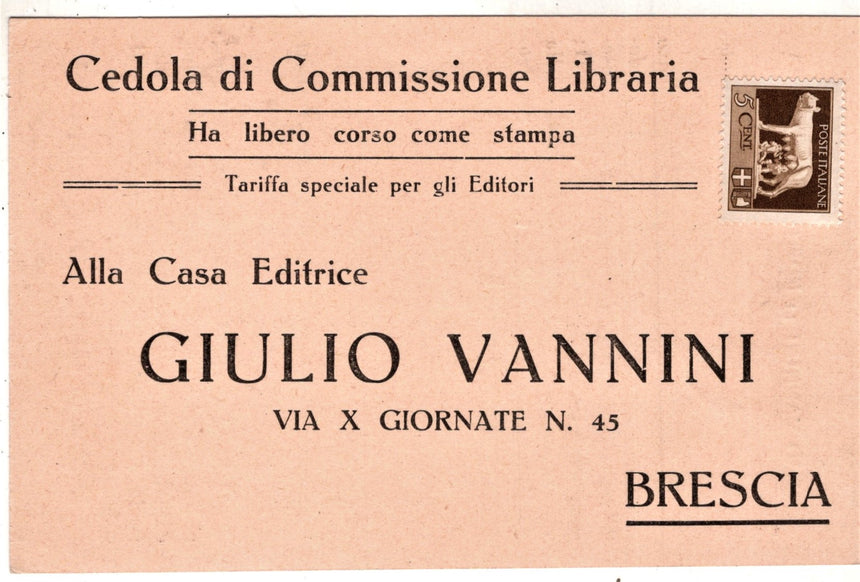 Cedola di Commissione Libraria
Ha libero corso come stampa
Tariffa speciale per gli Editori
5 CENT.
POSTE ITALIANE
Alla Casa Editrice
GIULIO VANNINI
VIA X GIORNATE N. 45
BRESCIA